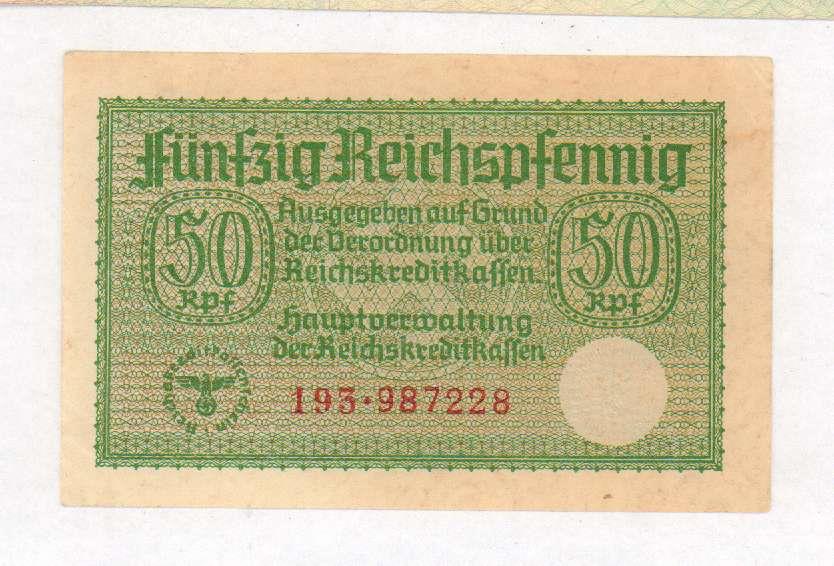 Fünfzig Reichspfennig
50
Rpf
Ausgegeben auf Grund
der Verordnung über
Reichskreditkassen
Hauptverwaltung
der Reichskreditkassen
50
Rpf
193·987228